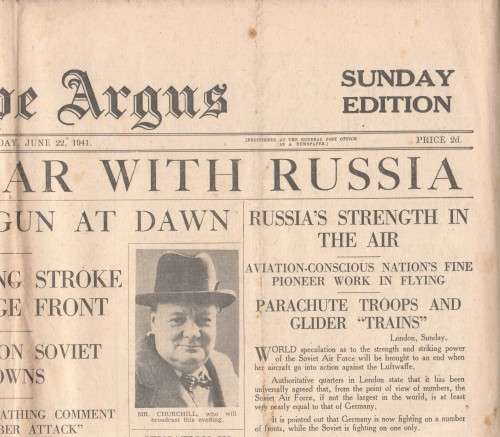 pe Argus
SUNDAY
EDITION
DAY, JUNE 22, 1941.
[REGISTERED AT THE GENERAL POST OFFICE
AS A NEWSPAPER]
PRICE 2d.
AR WITH RUSSIA
GUN AT DAWN
NG STROKE
GE FRONT
ON SOVIET
OWNS
ATHING COMMENT
BER ATTACK"
MR. CHURCHILL, who will
broadcast this evening.
RUSSIA'S STRENGTH IN
THE AIR
AVIATION-CONSCIOUS NATION'S FINE
PIONEER WORK IN FLYING
PARACHUTE TROOPS AND
GLIDER "TRAINS"
London, Sunday.
WORLD speculation as to the strength and striking power
of the Soviet Air Force will be brought to an end when
her aircraft go into action against the Luftwaffe.
Authoritative quarters in London state that it has been
universally agreed that, from the point of view of numbers, the
Soviet Air Force, if not the largest in the world, is at least
very nearly equal to that of Germany.
It is pointed out that Germany is now fighting on a number
of fronts, while the Soviet is fighting on one only.